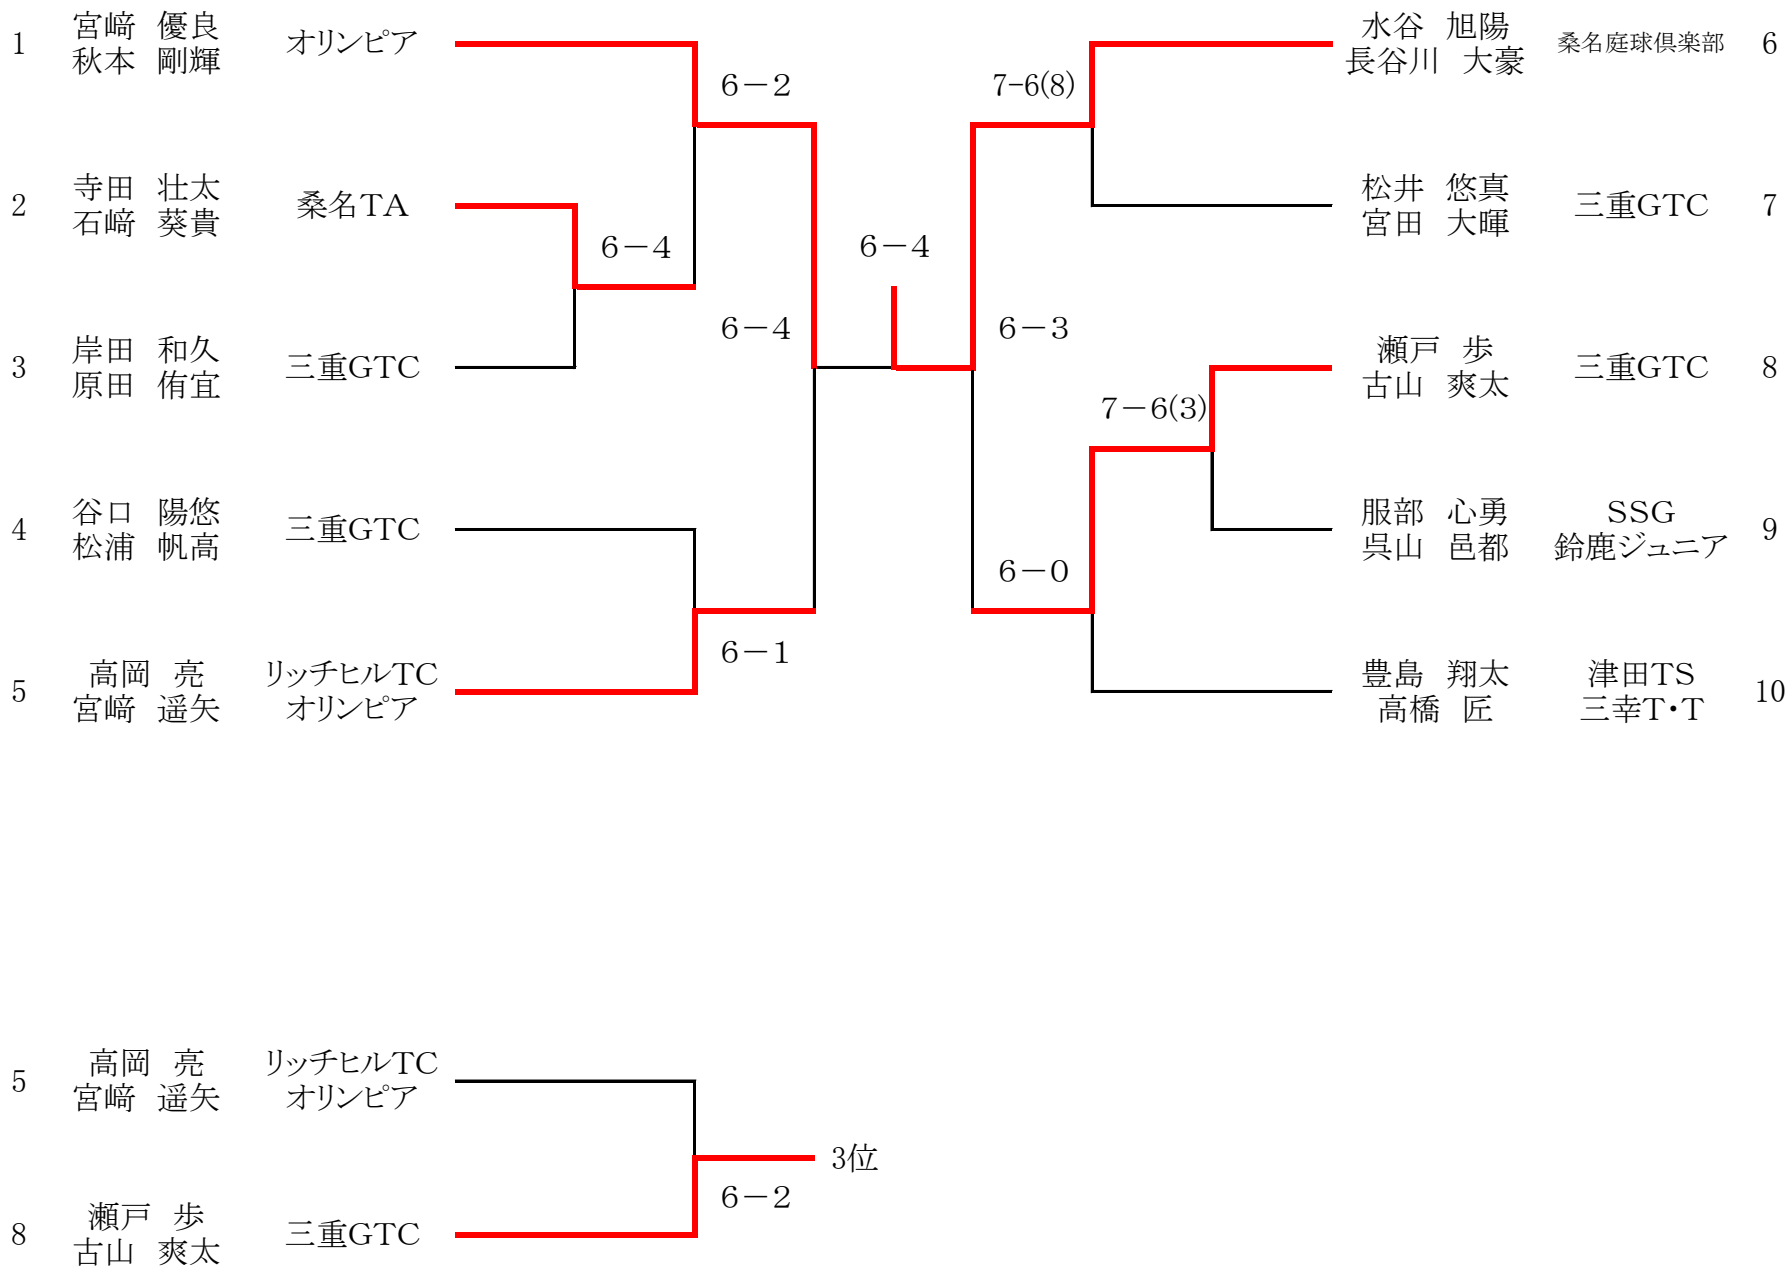 1 宮﨑 優良 オリンピア
秋本 剛輝
6－2
2 寺田 壮太 桑名TA
石﨑 葵貴
6－4
3 岸田 和久 三重GTC
原田 侑宜
6－4
4 谷口 陽悠 三重GTC
松浦 帆高
6－1
5 高岡 亮 リッチヒルTC
宮﨑 遥矢 オリンピア
6－4
水谷 旭陽 桑名庭球倶楽部 6
長谷川 大豪
7-6(8)
松井 悠真 三重GTC 7
宮田 大暉
6－3
瀬戸 歩 三重GTC 8
古山 爽太
7－6(3)
服部 心勇 SSG 9
呉山 邑都 鈴鹿ジュニア
6－0
豊島 翔太 津田TS 10
高橋 匠 三幸T・T
5 高岡 亮 リッチヒルTC
宮﨑 遥矢 オリンピア
3位
6－2
8 瀬戸 歩 三重GTC
古山 爽太